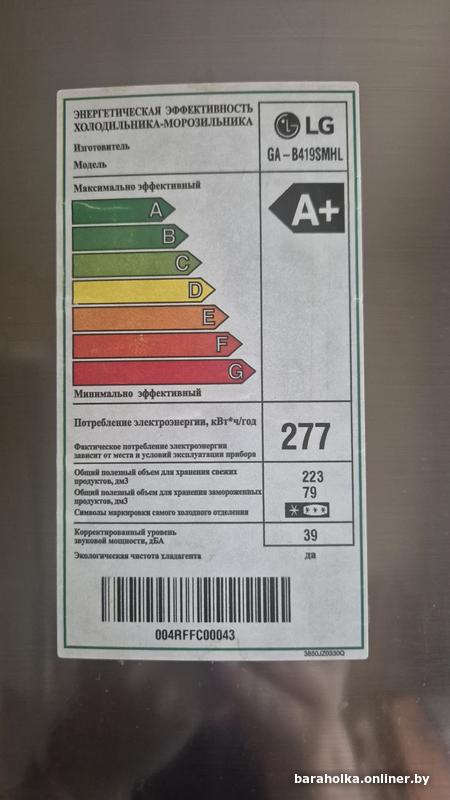 ЭНЕРГЕТИЧЕСКАЯ ЭФФЕКТИВНОСТЬ
ХОЛОДИЛЬНИКА-МОРОЗИЛЬНИКА
Изготовитель
LG
Модель
GA-B419SMHL
Максимально эффективный
A+
A
B
C
D
E
F
G
Минимально эффективный
Потребление электроэнергии, кВт*ч/год
277
Фактическое потребление электроэнергии
зависит от места и условий эксплуатации прибора
Общий полезный объем для хранения свежих
продуктов, дм3
223
Общий полезный объем для хранения замороженных
продуктов, дм3
79
Символы маркировки самого холодного отделения
Корректированный уровень
звуковой мощности, дБА
39
Экологическая чистота хладагента
да
004RFFC00043
3850JZ0330Q
baraholka.onliner.by